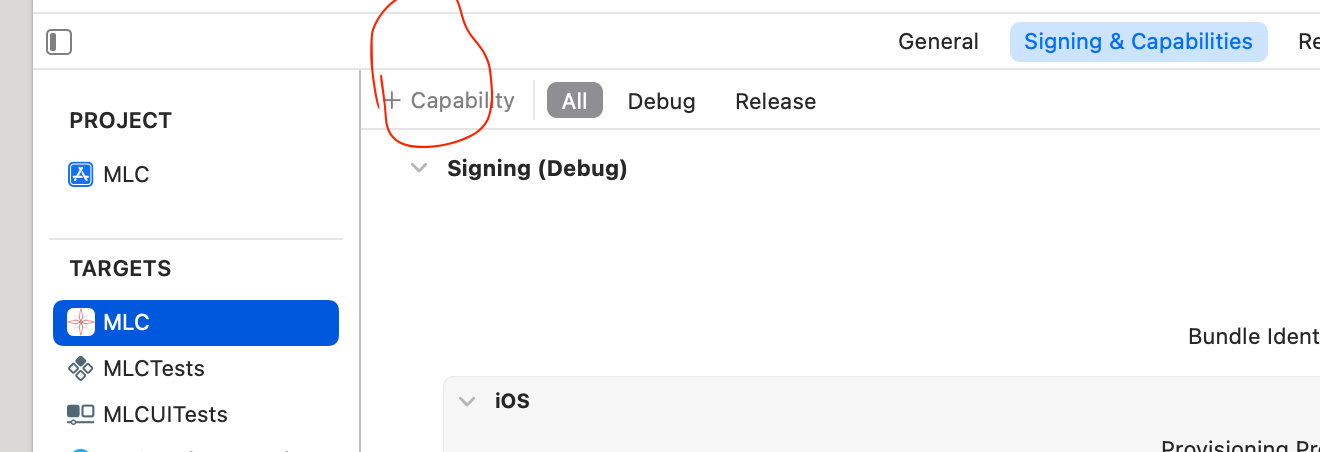 General
Signing & Capabilities
Re
+ Capability
All
Debug
Release
PROJECT
MLC
Signing (Debug)
TARGETS
MLC
Bundle Ident
MLCTests
iOS
MLCUITests
Provisioning Pr